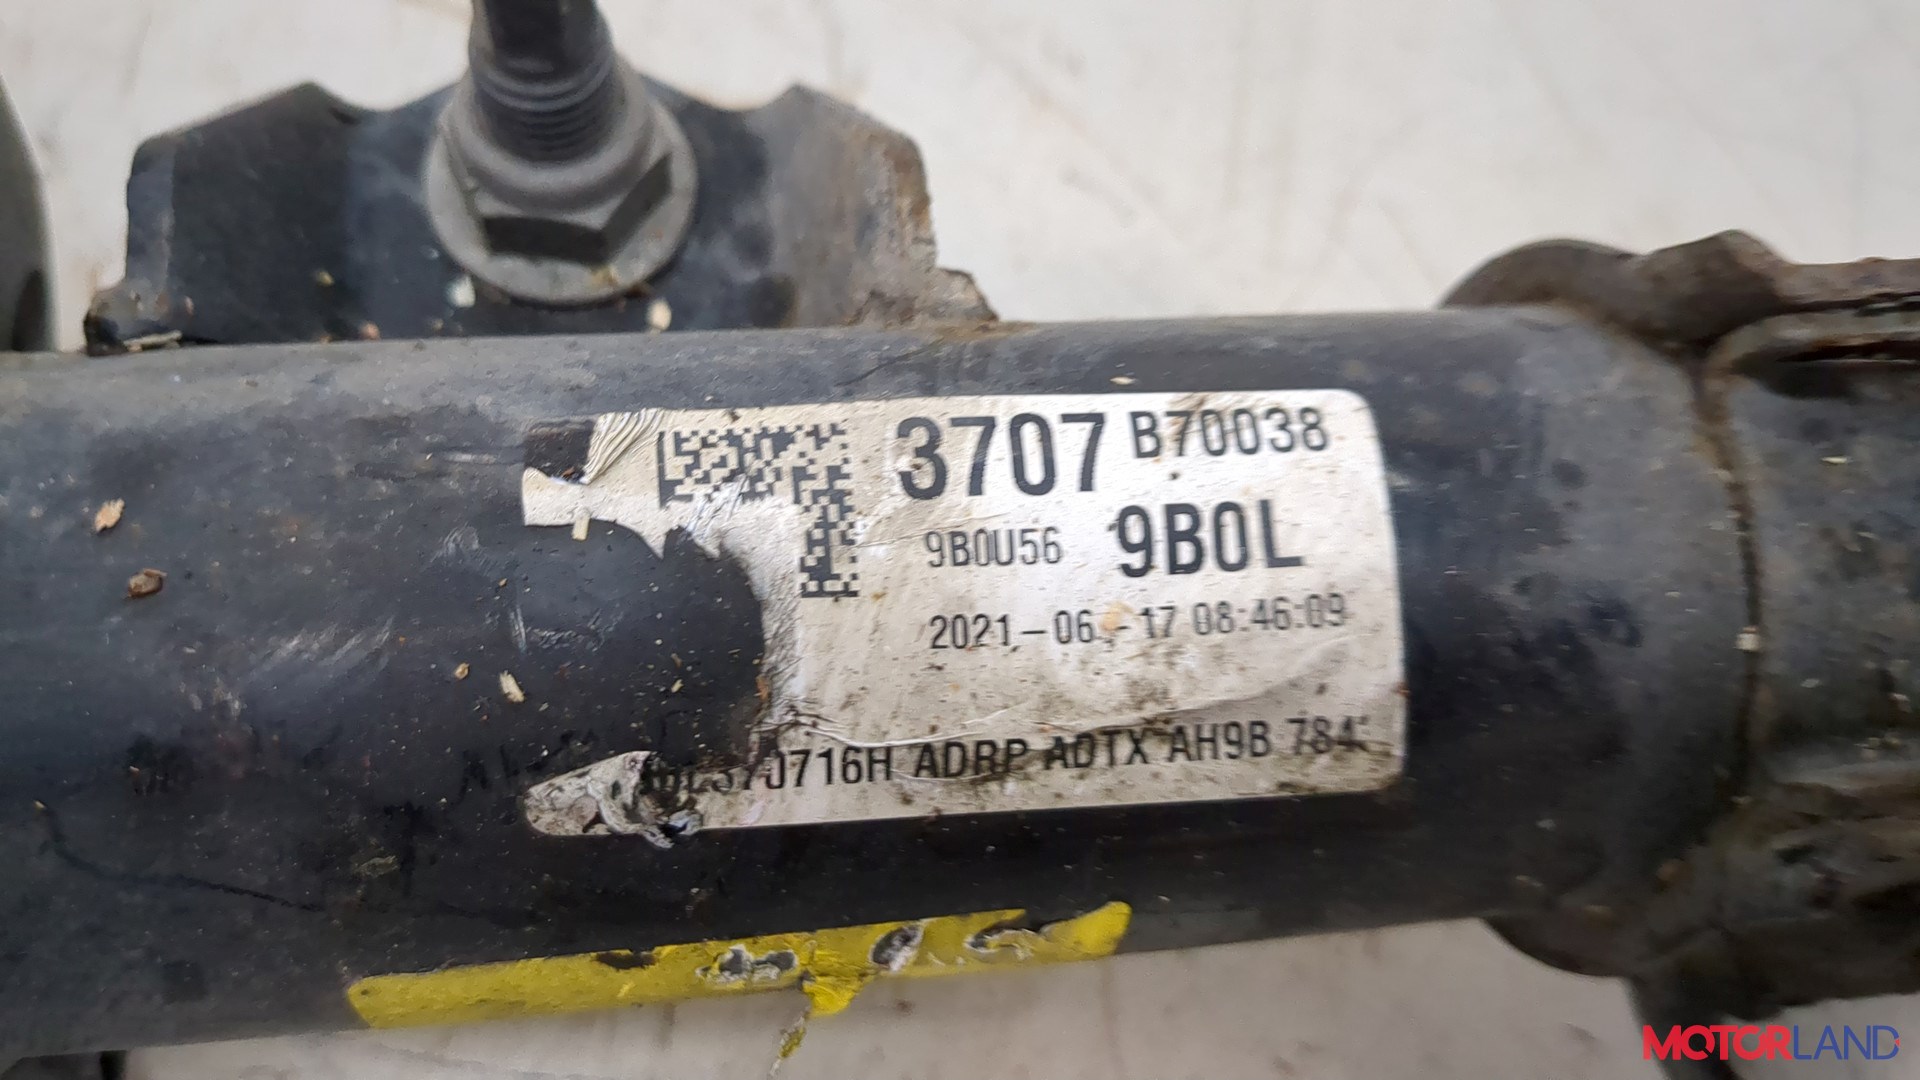 3707 B70038
9B0U56 9B0L
2021-06-17 08:46:09
370716H ADRP ADTX AH9B 784
MOTORLAND